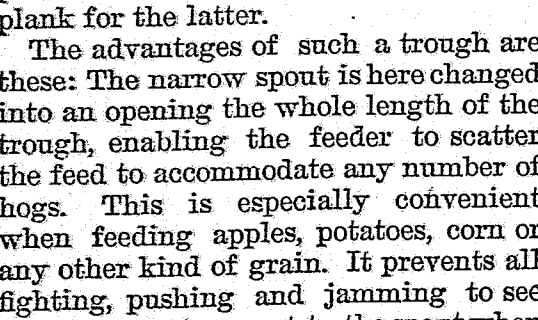 plank for the latter.
The advantages of such a trough are
these: The narrow spout is here changed
into an opening the whole length of the
trough, enabling the feeder to scatter
the feed to accommodate any number of
hogs. This is especially convenient
when feeding apples, potatoes, corn or
any other kind of grain. It prevents all
fighting, pushing and jamming to see